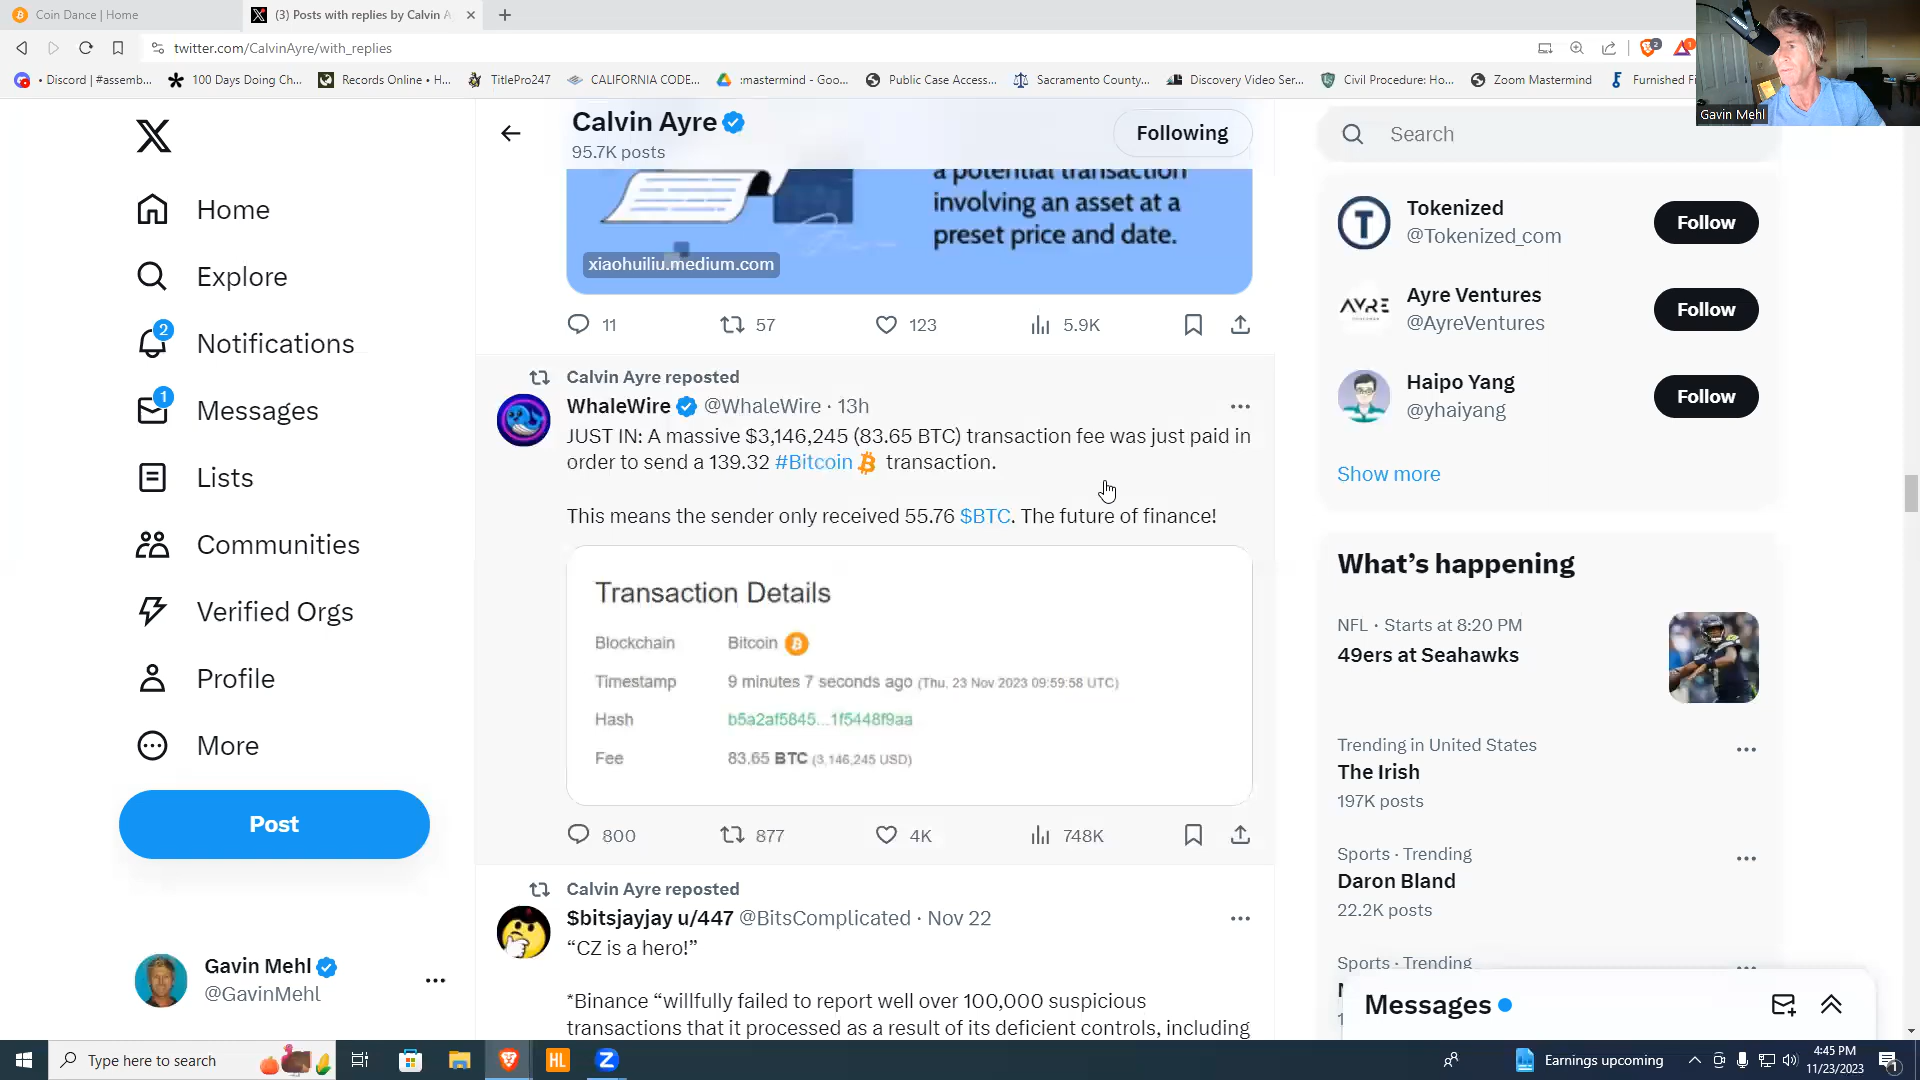 Coin Dance | Home
(3) Posts with replies by Calvin A
twitter.com/CalvinAyre/with_replies
2
1
• Discord | #assemb...
100 Days Doing Ch...
Records Online • H...
TitlePro247
CALIFORNIA CODE...
:mastermind - Goo...
Public Case Access...
Sacramento County...
Discovery Video Ser...
Civil Procedure: Ho...
Zoom Mastermind
Furnished Fi
Gavin Mehl
Home
Explore
2
Notifications
1
Messages
Lists
Communities
Verified Orgs
Profile
More
Post
Gavin Mehl
@GavinMehl
Calvin Ayre
95.7K posts
Following
a potential transaction
involving an asset at a
preset price and date.
xiaohuiliu.medium.com
11
57
123
5.9K
Calvin Ayre reposted
WhaleWire @WhaleWire · 13h
JUST IN: A massive $3,146,245 (83.65 BTC) transaction fee was just paid in
order to send a 139.32 #Bitcoin transaction.
This means the sender only received 55.76 $BTC. The future of finance!
Transaction Details
Blockchain Bitcoin
Timestamp 9 minutes 7 seconds ago (Thu, 23 Nov 2023 09:59:58 UTC)
Hash b5a2af5845...1f5448f9aa
Fee 83.65 BTC (3,146,245 USD)
800
877
4K
748K
Calvin Ayre reposted
$bitsjayjay u/447 @BitsComplicated · Nov 22
“CZ is a hero!”
*Binance “willfully failed to report well over 100,000 suspicious
transactions that it processed as a result of its deficient controls, including
Search
Tokenized
@Tokenized_com
Follow
AYRE
Ayre Ventures
@AyreVentures
Follow
Haipo Yang
@yhaiyang
Follow
Show more
What’s happening
NFL · Starts at 8:20 PM
49ers at Seahawks
Trending in United States
The Irish
197K posts
Sports · Trending
Daron Bland
22.2K posts
Sports · Trending
Messages
Type here to search
HL
Z
Earnings upcoming
4:45 PM
11/23/2023
1